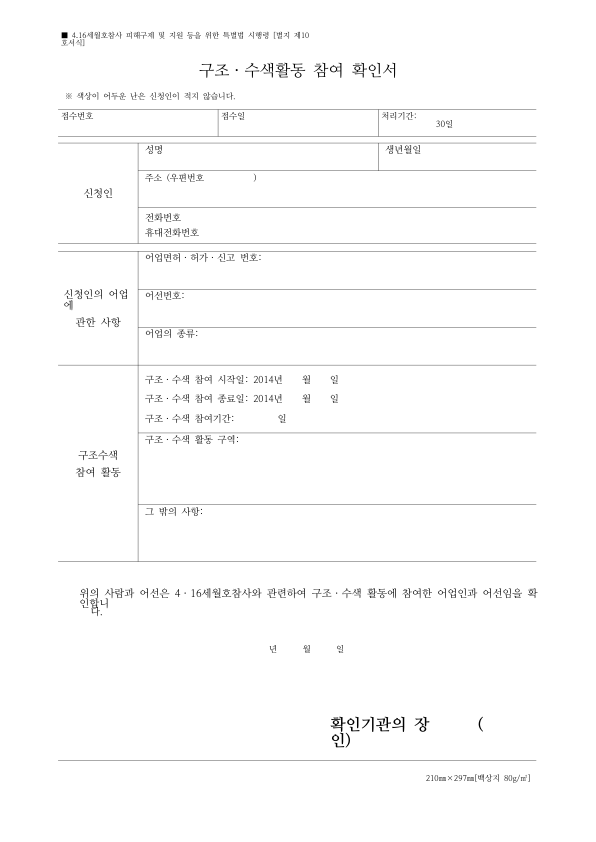 ■ 4.16세월호참사 피해구제 및 지원 등을 위한 특별법 시행령 [별지 제10
호서식]
구조ㆍ수색활동 참여 확인서
※ 색상이 어두운 난은 신청인이 적지 않습니다.
접수번호 접수일 처리기간:
30일
신청인
성명 생년월일
주소 (우편번호 )
전화번호
휴대전화번호
신청인의 어업
에
관한 사항
어업면허ㆍ허가ㆍ신고 번호:
어선번호:
어업의 종류:
구조수색
참여 활동
구조ㆍ수색 참여 시작일: 2014년 월 일
구조ㆍ수색 참여 종료일: 2014년 월 일
구조ㆍ수색 참여기간: 일
구조ㆍ수색 활동 구역:
그 밖의 사항:
위의 사람과 어선은 4ㆍ16세월호참사와 관련하여 구조ㆍ수색 활동에 참여한 어업인과 어선임을 확
인합니
다.
년 월 일
확인기관의 장 (
인)
210㎜×297㎜[백상지 80g/㎡]